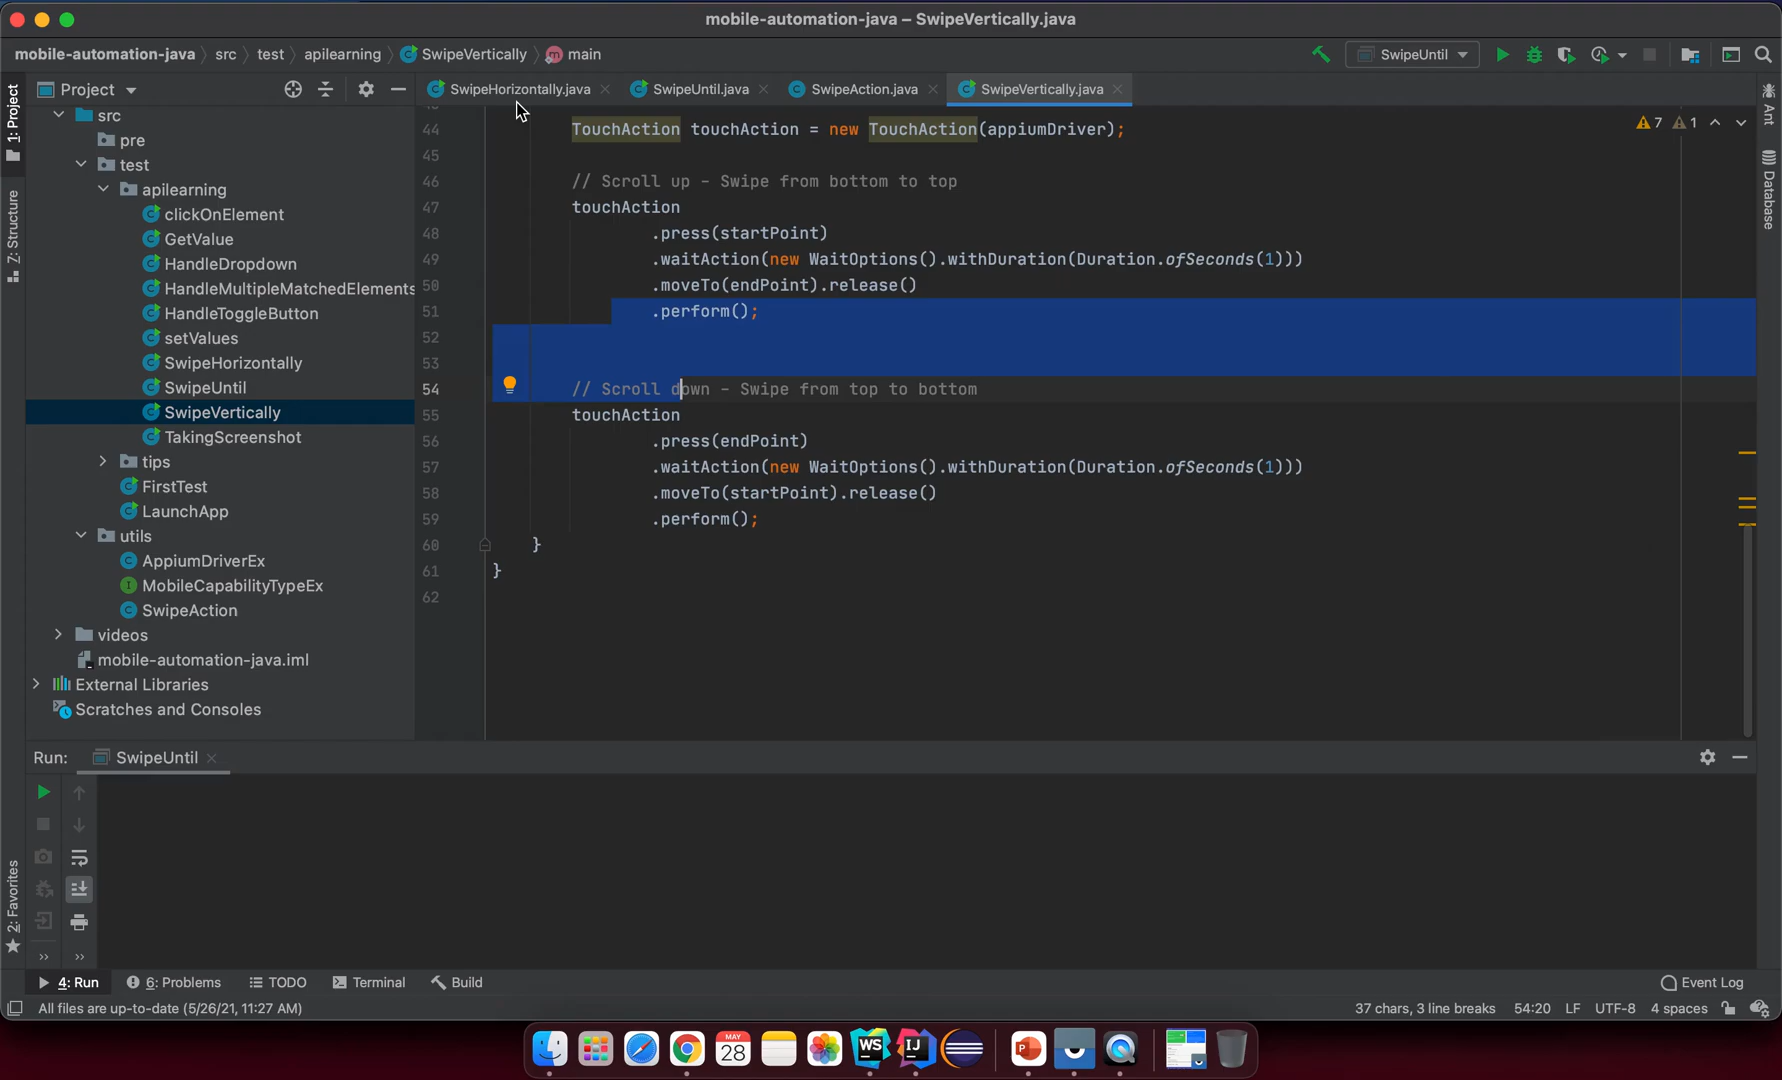 mobile-automation-java – SwipeVertically.java
mobile-automation-java src test apilearning SwipeVertically main
SwipeUntil
Project
SwipeHorizontally.java SwipeUntil.java SwipeAction.java SwipeVertically.java
1: Project
7: Structure
2: Favorites
Ant
Database
src
pre
test
apilearning
clickOnElement
GetValue
HandleDropdown
HandleMultipleMatchedElements
HandleToggleButton
setValues
SwipeHorizontally
SwipeUntil
SwipeVertically
TakingScreenshot
tips
FirstTest
LaunchApp
utils
AppiumDriverEx
MobileCapabilityTypeEx
SwipeAction
videos
mobile-automation-java.iml
External Libraries
Scratches and Consoles
7 1
44 TouchAction touchAction = new TouchAction(appiumDriver);
45
46 // Scroll up - Swipe from bottom to top
47 touchAction
48 .press(startPoint)
49 .waitAction(new WaitOptions().withDuration(Duration.ofSeconds(1)))
50 .moveTo(endPoint).release()
51 .perform();
52
53
54 // Scroll down - Swipe from top to bottom
55 touchAction
56 .press(endPoint)
57 .waitAction(new WaitOptions().withDuration(Duration.ofSeconds(1)))
58 .moveTo(startPoint).release()
59 .perform();
60 }
61 }
62
Run: SwipeUntil
4: Run 6: Problems TODO Terminal Build Event Log
All files are up-to-date (5/26/21, 11:27 AM) 37 chars, 3 line breaks 54:20 LF UTF-8 4 spaces
MAY
28
WS
IJ
P